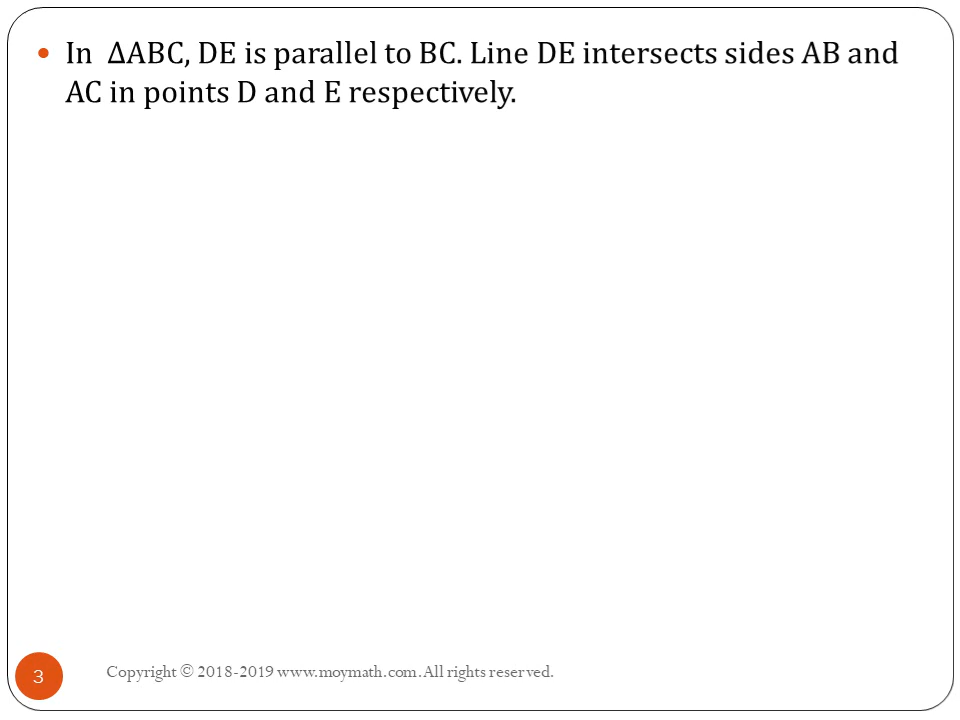 • In  ∆ABC, DE is parallel to BC. Line DE intersects sides AB and
AC in points D and E respectively.
3
Copyright © 2018-2019 www.moymath.com. All rights reserved.